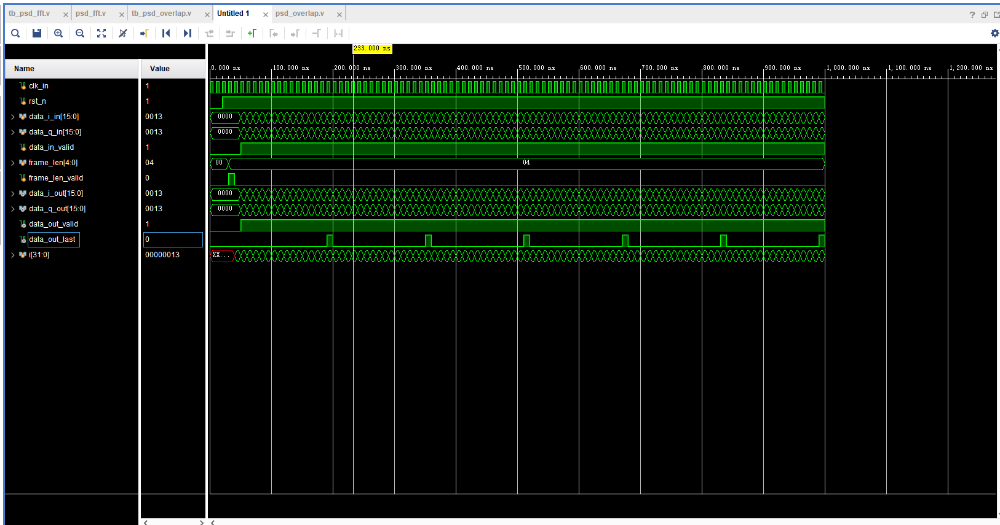 tb_psd_fft.v × psd_fft.v × tb_psd_overlap.v × Untitled 1 × psd_overlap.v ×
?
233.000 ns
Name Value
0.000 ns 100.000 ns 200.000 ns 300.000 ns 400.000 ns 500.000 ns 600.000 ns 700.000 ns 800.000 ns 900.000 ns 1,000.000 ns 1,100.000 ns 1,200.000 ns
clk_in 1
rst_n 1
data_i_in[15:0] 0013 0000
data_q_in[15:0] 0013 0000
data_in_valid 1
frame_len[4:0] 04 00 04
frame_len_valid 0
data_i_out[15:0] 0013 0000
data_q_out[15:0] 0013 0000
data_out_valid 1
data_out_last 0
i[31:0] 00000013 XX...